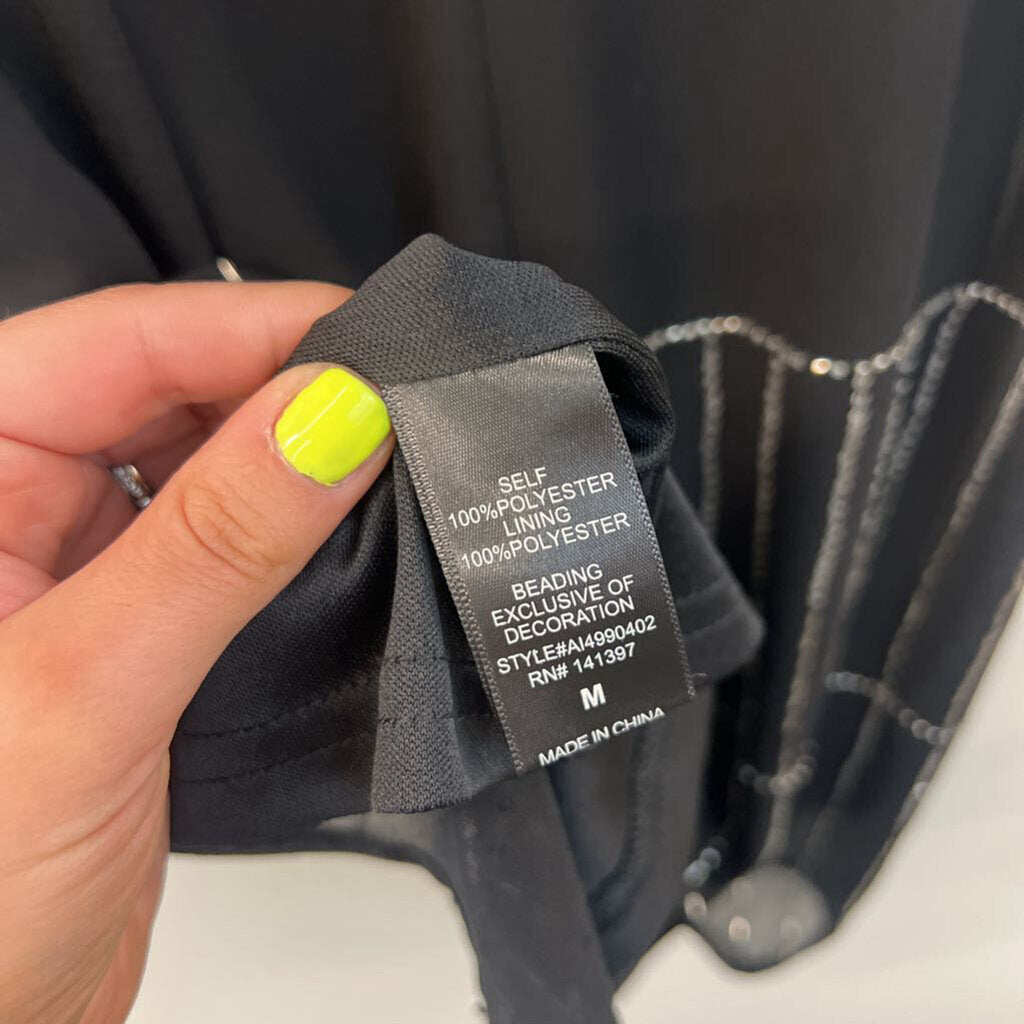 SELF
100%POLYESTER
LINING
100%POLYESTER
BEADING
EXCLUSIVE OF
DECORATION
STYLE#AI4990402
RN# 141397
M
MADE IN CHINA